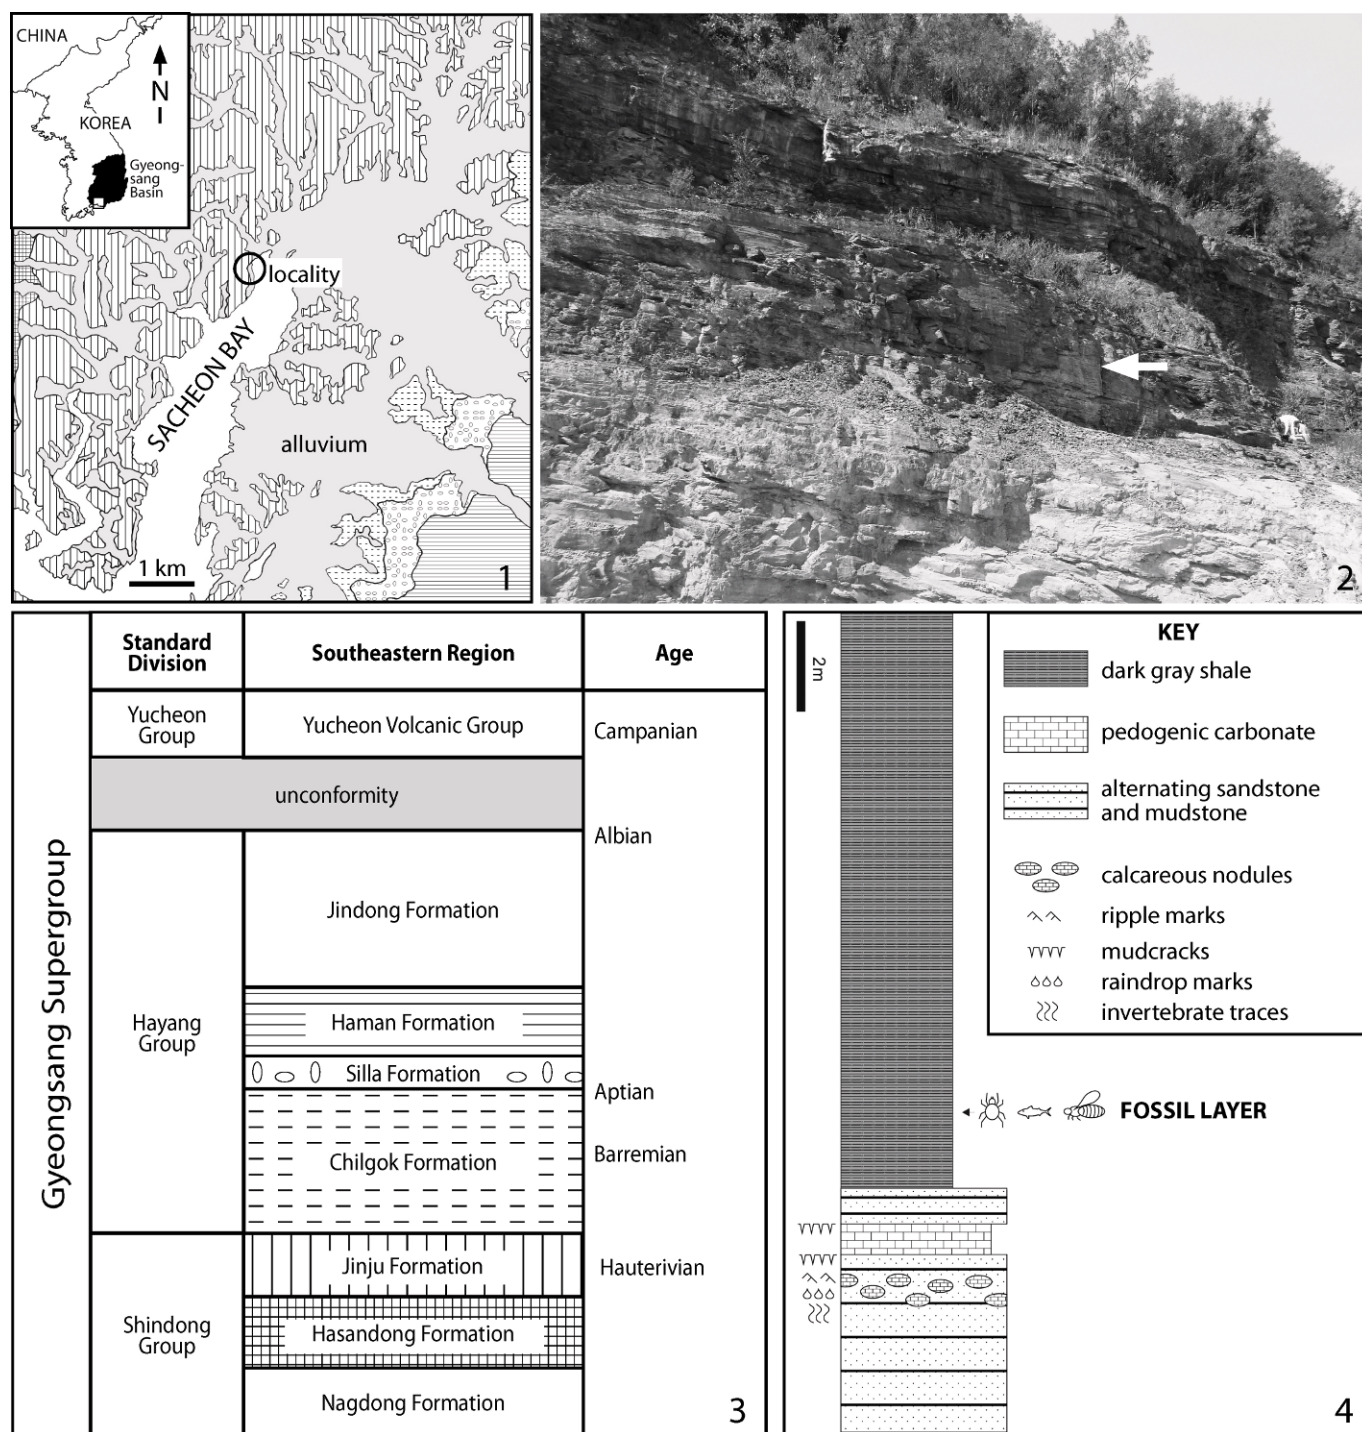 CHINA
N
KOREA
Gyeong-
sang
Basin
locality
SACHEON BAY
alluvium
1 km
1
2
Gyeongsang Supergroup
Standard
Division
Southeastern Region
Age
Yucheon
Group
Yucheon Volcanic Group
Campanian
unconformity
Albian
Jindong Formation
Hayang
Group
Haman Formation
Silla Formation
Aptian
Chilgok Formation
Barremian
Jinju Formation
Hauterivian
Shindong
Group
Hasandong Formation
Nagdong Formation
3
2m
KEY
dark gray shale
pedogenic carbonate
alternating sandstone
and mudstone
calcareous nodules
ripple marks
mudcracks
raindrop marks
invertebrate traces
FOSSIL LAYER
4